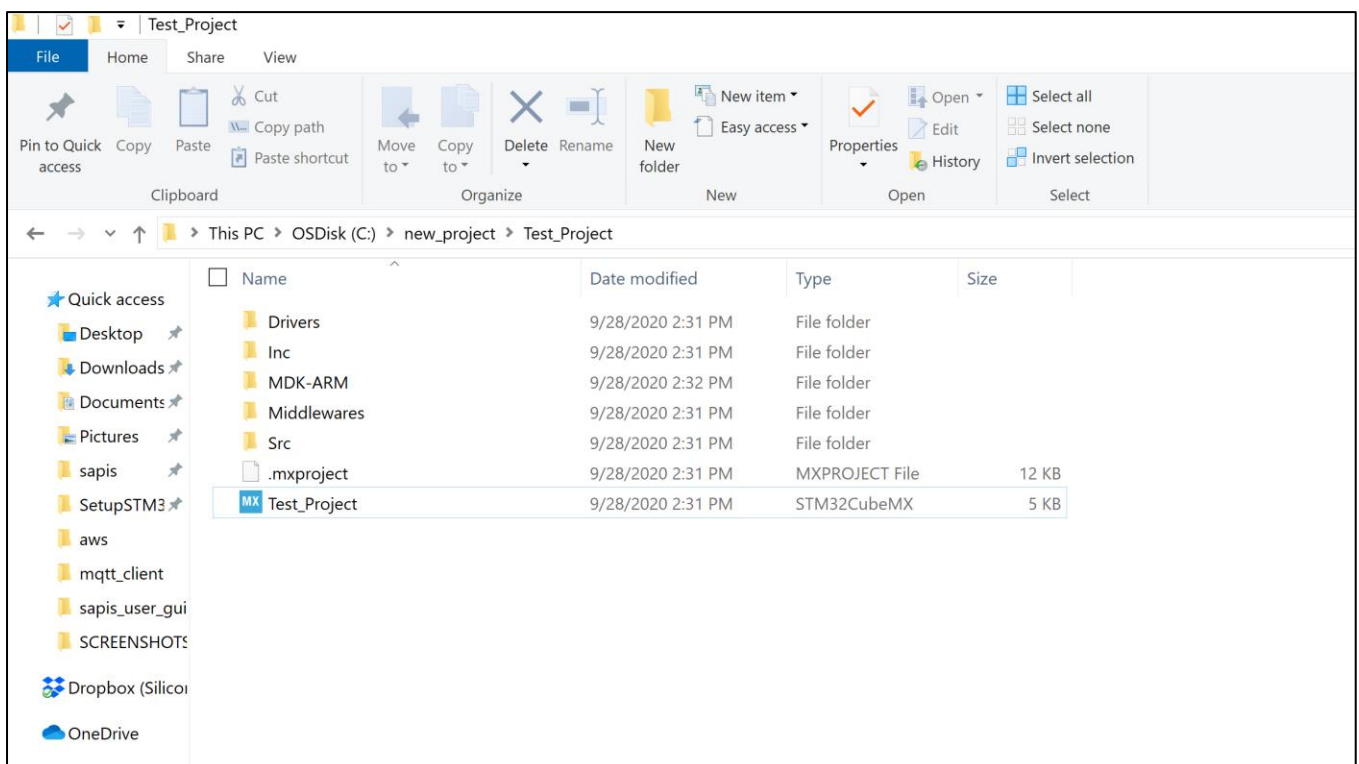 Test_Project
File Home Share View
Pin to Quick access
Copy
Paste
Cut
Copy path
Paste shortcut
Clipboard
Move to
Copy to
Delete
Rename
Organize
New folder
New item
Easy access
New
Properties
Open
Edit
History
Open
Select all
Select none
Invert selection
Select
This PC > OSDisk (C:) > new_project > Test_Project
Quick access
Desktop
Downloads
Documents
Pictures
sapis
SetupSTM3
aws
mqtt_client
sapis_user_gui
SCREENSHOTS
Dropbox (Silicon
OneDrive
Name Date modified Type Size
Drivers 9/28/2020 2:31 PM File folder
Inc 9/28/2020 2:31 PM File folder
MDK-ARM 9/28/2020 2:32 PM File folder
Middlewares 9/28/2020 2:31 PM File folder
Src 9/28/2020 2:31 PM File folder
.mxproject 9/28/2020 2:31 PM MXPROJECT File 12 KB
MX Test_Project 9/28/2020 2:31 PM STM32CubeMX 5 KB